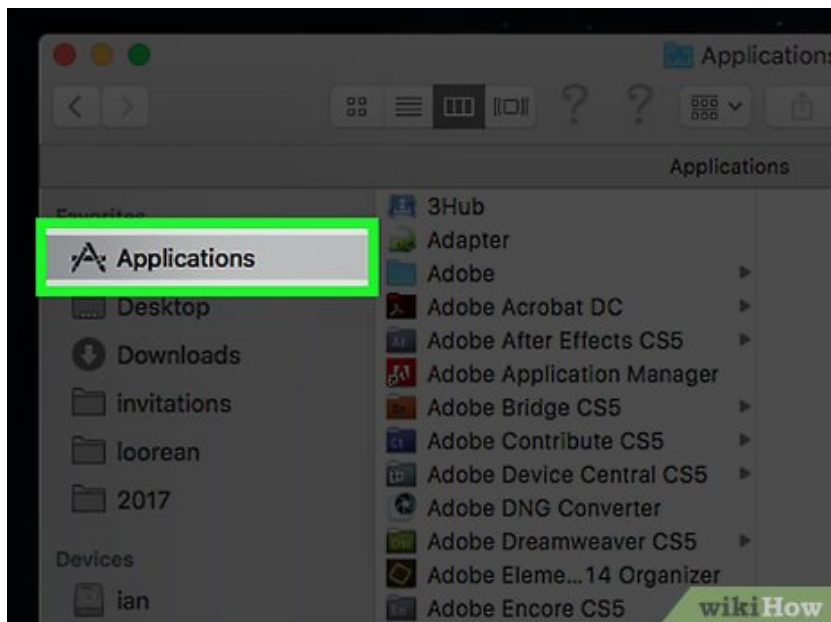 Applications
? ?
Applications
Favorites
Applications
Desktop
Downloads
invitations
loorean
2017
Devices
ian
3Hub
Adapter
Adobe
Adobe Acrobat DC
Adobe After Effects CS5
Adobe Application Manager
Adobe Bridge CS5
Adobe Contribute CS5
Adobe Device Central CS5
Adobe DNG Converter
Adobe Dreamweaver CS5
Adobe Eleme...14 Organizer
Adobe Encore CS5
wikiHow